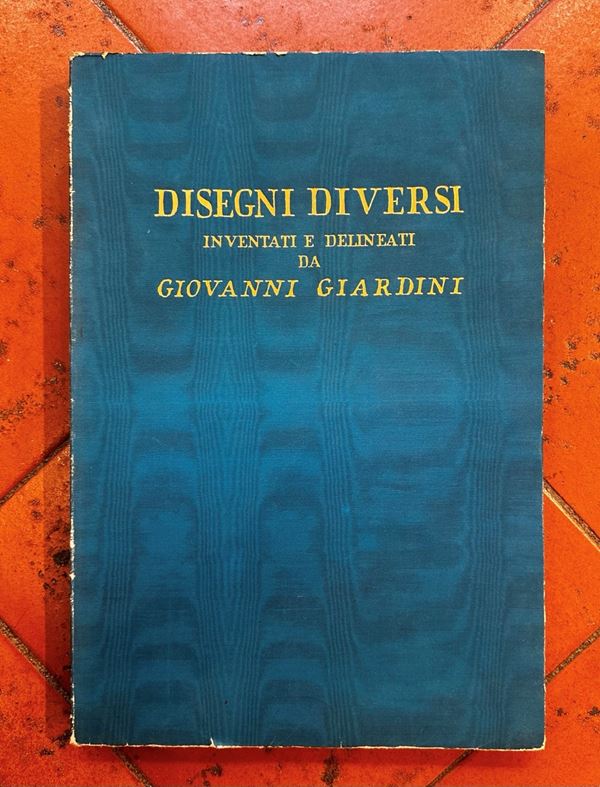 DISEGNI DIVERSI
INVENTATI E DELINEATI
DA
GIOVANNI GIARDINI